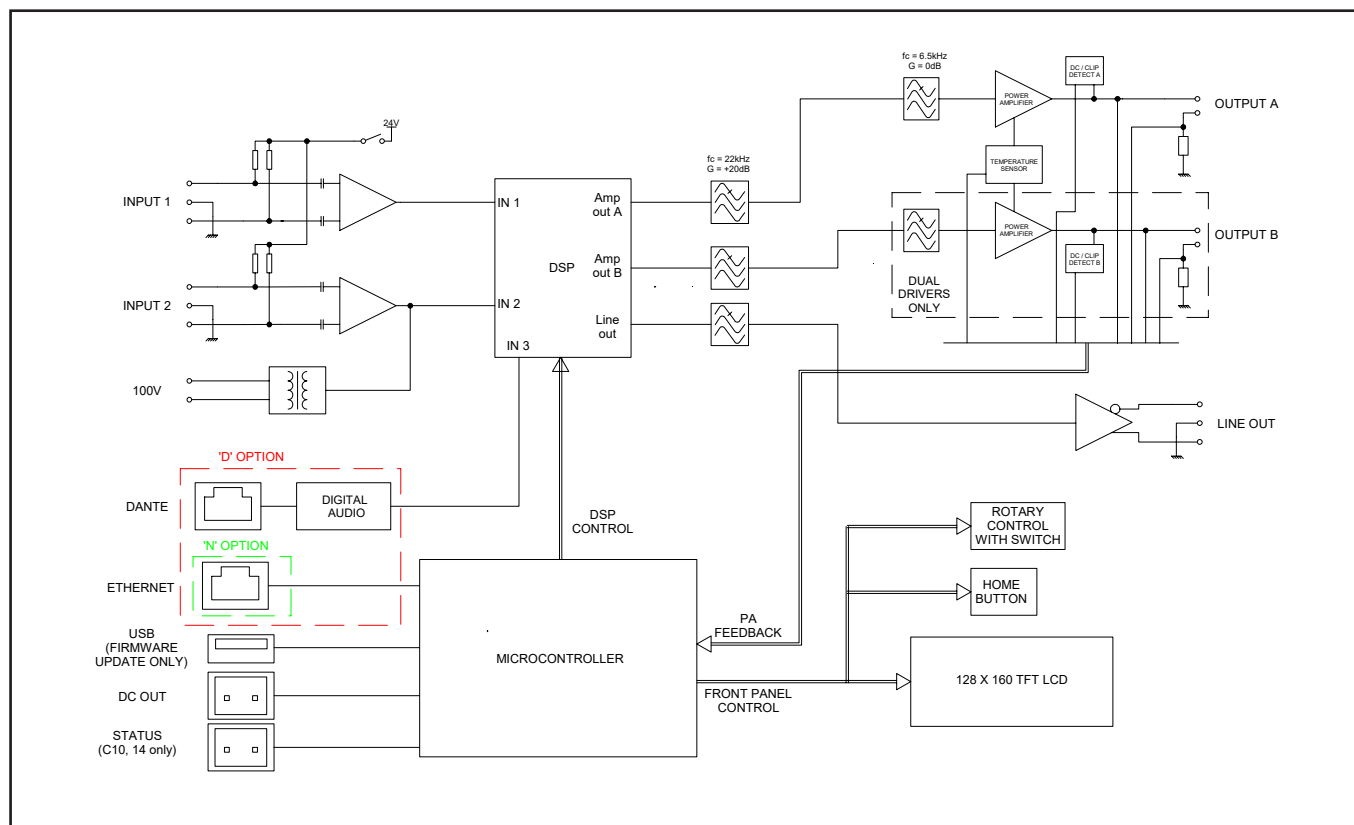 fc = 6.5kHz
G = 0dB
DC / CLIP
DETECT A
POWER
AMPLIFIER
OUTPUT A
24V
fc = 22kHz
G = +20dB
TEMPERATURE
SENSOR
INPUT 1
IN 1
Amp
out A
POWER
AMPLIFIER
OUTPUT B
DC / CLIP
DETECT B
DSP
Amp
out B
DUAL
DRIVERS
ONLY
INPUT 2
IN 2
Line
out
IN 3
100V
LINE OUT
'D' OPTION
DANTE
DIGITAL
AUDIO
DSP
CONTROL
ROTARY
CONTROL
WITH SWITCH
'N' OPTION
ETHERNET
HOME
BUTTON
USB
(FIRMWARE
UPDATE ONLY)
PA
FEEDBACK
MICROCONTROLLER
128 X 160 TFT LCD
DC OUT
FRONT PANEL
CONTROL
STATUS
(C10, 14 only)